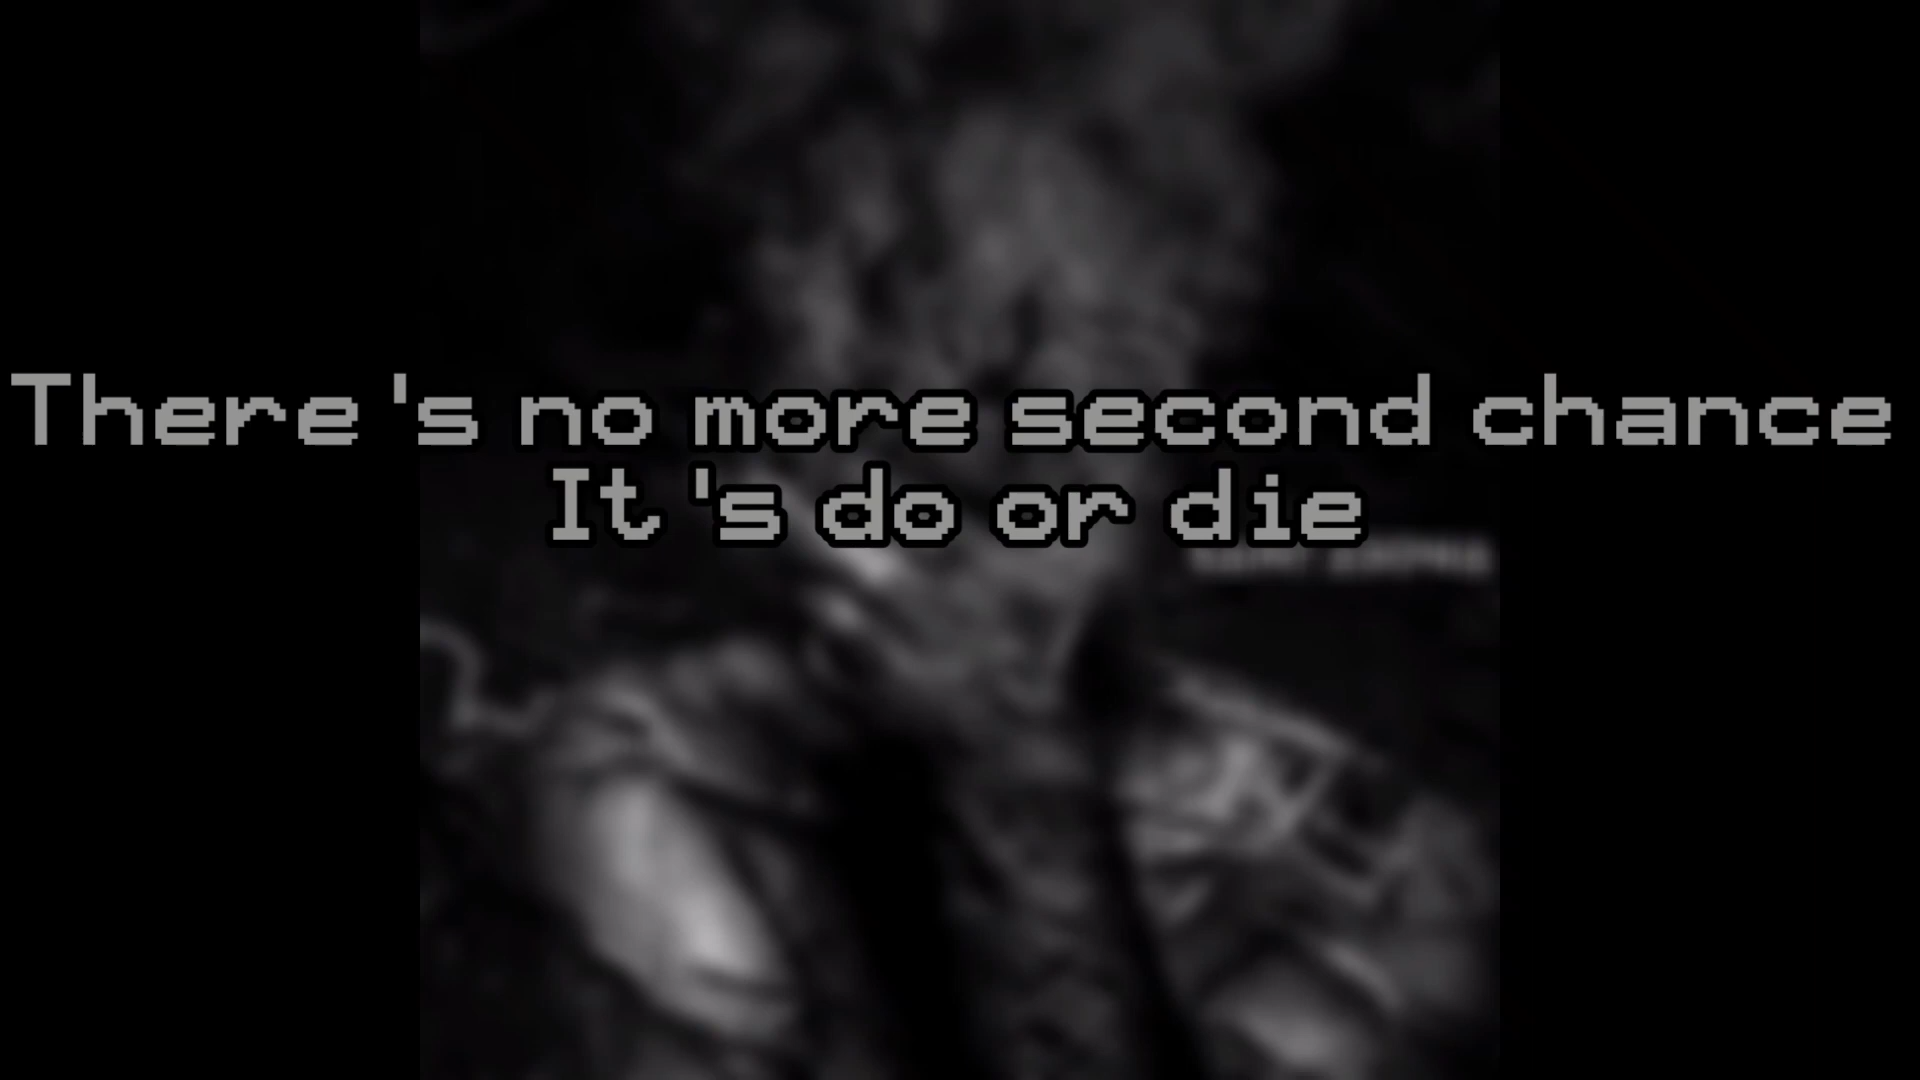 There's no more second chance
It's do or die